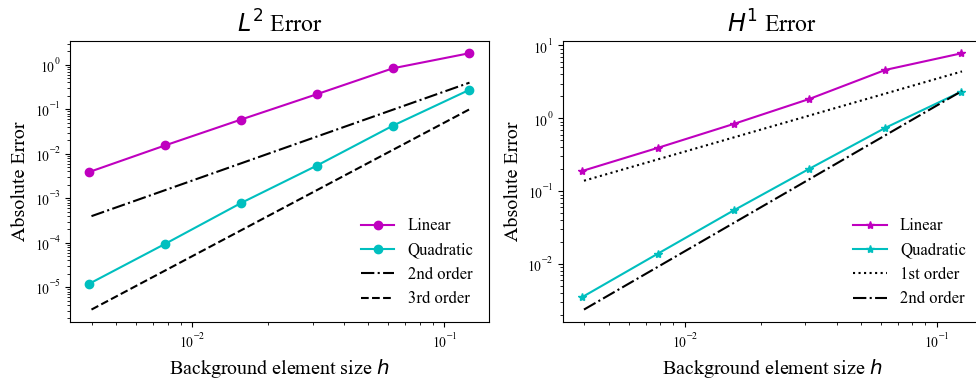 L² Error
Absolute Error
10⁰
10⁻¹
10⁻²
10⁻³
10⁻⁴
10⁻⁵
Linear
Quadratic
2nd order
3rd order
10⁻²
10⁻¹
Background element size h
H¹ Error
Absolute Error
10¹
10⁰
10⁻¹
10⁻²
Linear
Quadratic
1st order
2nd order
10⁻²
10⁻¹
Background element size h